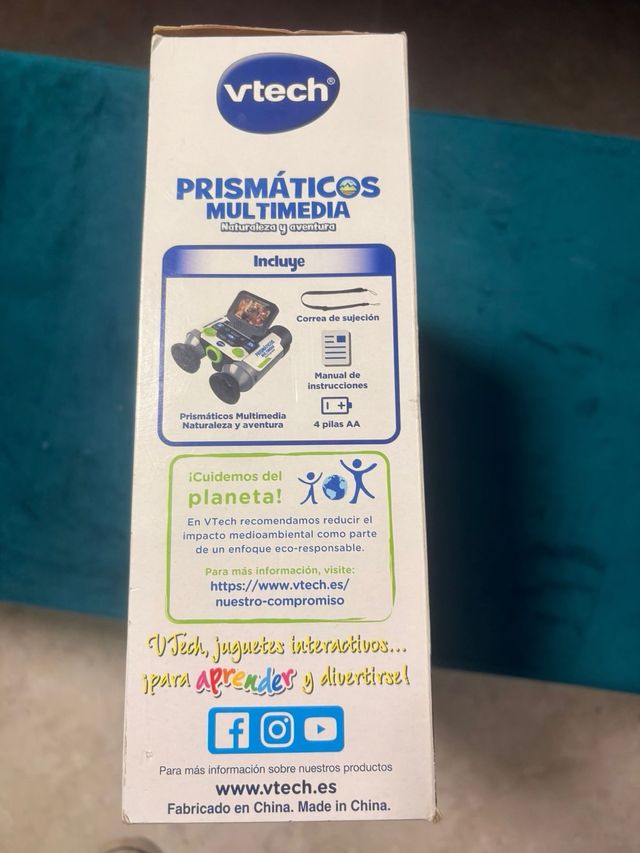 vtech®
PRISMÁTICOS
MULTIMEDIA
Naturaleza y aventura
Incluye
PRISMÁTICOS
MULTIMEDIA
Correa de sujeción
Manual de
instrucciones
Prismáticos Multimedia
Naturaleza y aventura
4 pilas AA
¡Cuidemos del
planeta!
En VTech recomendamos reducir el
impacto medioambiental como parte
de un enfoque eco-responsable.
Para más información, visite:
https://www.vtech.es/
nuestro-compromiso
VTech, juguetes interactivos...
¡para aprender y divertirse!
Para más información sobre nuestros productos
www.vtech.es
Fabricado en China. Made in China.